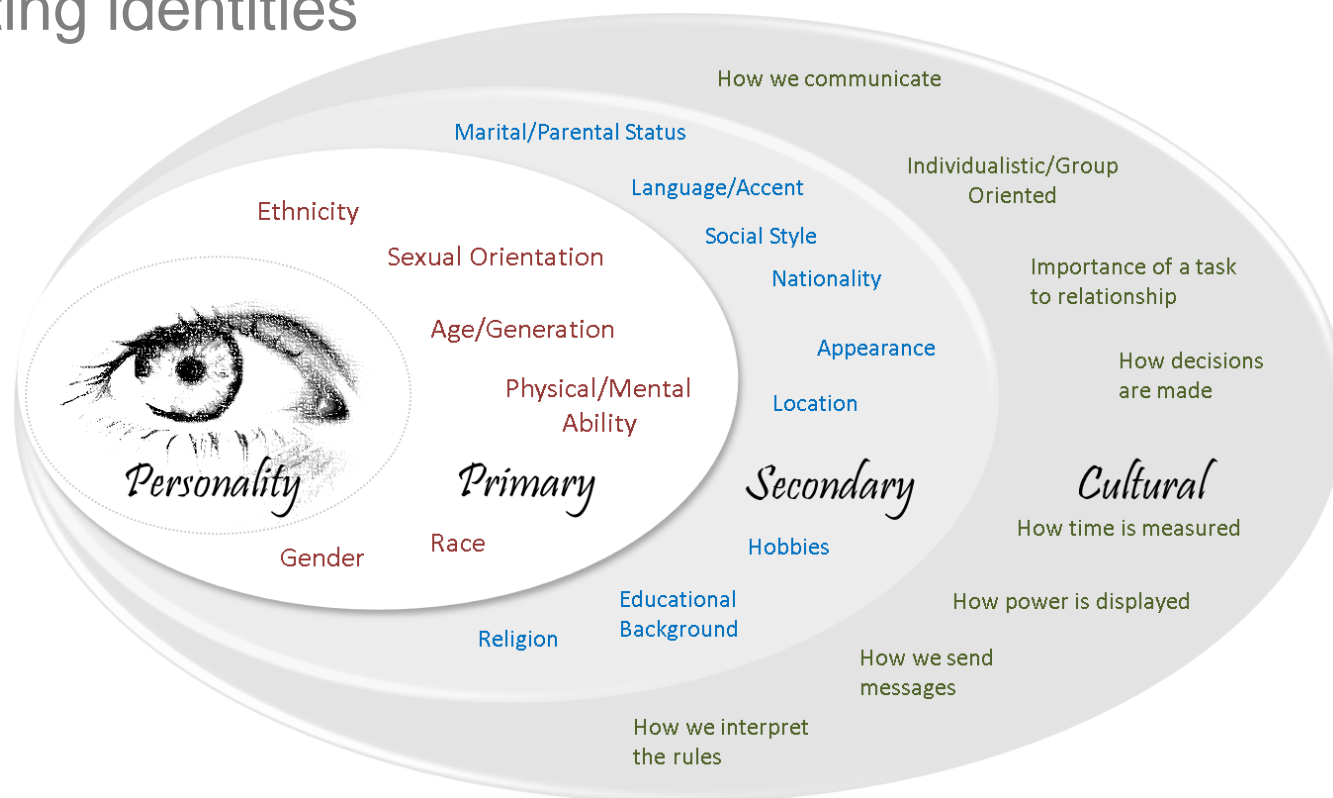 ting identities
How we communicate
Marital/Parental Status
Individualistic/Group
Oriented
Language/Accent
Ethnicity
Social Style
Sexual Orientation
Nationality
Importance of a task
to relationship
Age/Generation
Appearance
How decisions
are made
Physical/Mental
Ability
Location
Personality
Primary
Secondary
Cultural
How time is measured
Race
Gender
Hobbies
Educational
Background
How power is displayed
Religion
How we send
messages
How we interpret
the rules